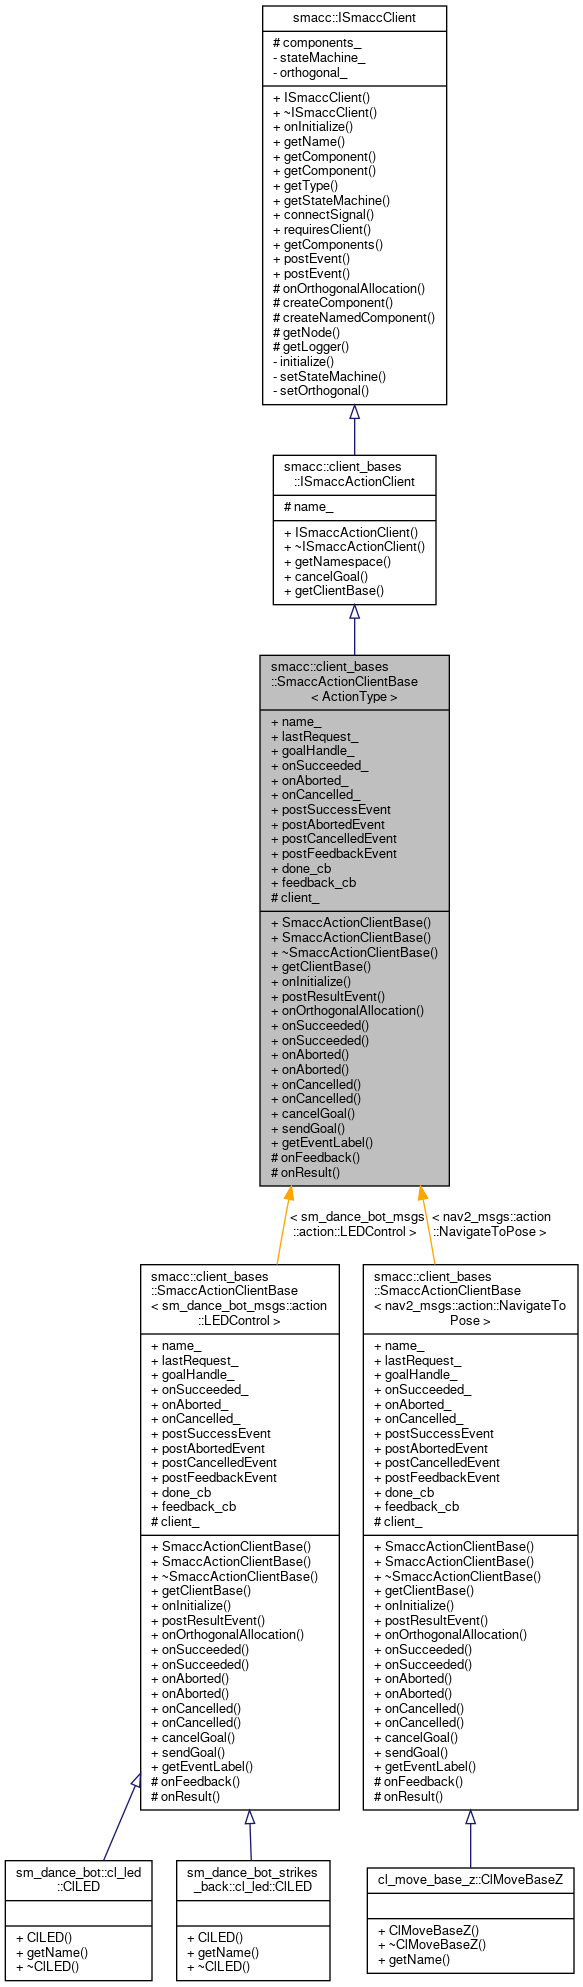 smacc::ISmaccClient
# components_
- stateMachine_
- orthogonal_
+ ISmaccClient()
+ ~ISmaccClient()
+ onInitialize()
+ getName()
+ getComponent()
+ getComponent()
+ getType()
+ getStateMachine()
+ connectSignal()
+ requiresClient()
+ getComponents()
+ postEvent()
+ postEvent()
# onOrthogonalAllocation()
# createComponent()
# createNamedComponent()
# getNode()
# getLogger()
- initialize()
- setStateMachine()
- setOrthogonal()
smacc::client_bases
::ISmaccActionClient
# name_
+ ISmaccActionClient()
+ ~ISmaccActionClient()
+ getNamespace()
+ cancelGoal()
+ getClientBase()
smacc::client_bases
::SmaccActionClientBase
< ActionType >
+ name_
+ lastRequest_
+ goalHandle_
+ onSucceeded_
+ onAborted_
+ onCancelled_
+ postSuccessEvent
+ postAbortedEvent
+ postCancelledEvent
+ postFeedbackEvent
+ done_cb
+ feedback_cb
# client_
+ SmaccActionClientBase()
+ SmaccActionClientBase()
+ ~SmaccActionClientBase()
+ getClientBase()
+ onInitialize()
+ postResultEvent()
+ onOrthogonalAllocation()
+ onSucceeded()
+ onSucceeded()
+ onAborted()
+ onAborted()
+ onCancelled()
+ onCancelled()
+ cancelGoal()
+ sendGoal()
+ getEventLabel()
# onFeedback()
# onResult()
< sm_dance_bot_msgs
::action::LEDControl >
< nav2_msgs::action
::NavigateToPose >
smacc::client_bases
::SmaccActionClientBase
< sm_dance_bot_msgs::action
::LEDControl >
+ name_
+ lastRequest_
+ goalHandle_
+ onSucceeded_
+ onAborted_
+ onCancelled_
+ postSuccessEvent
+ postAbortedEvent
+ postCancelledEvent
+ postFeedbackEvent
+ done_cb
+ feedback_cb
# client_
+ SmaccActionClientBase()
+ SmaccActionClientBase()
+ ~SmaccActionClientBase()
+ getClientBase()
+ onInitialize()
+ postResultEvent()
+ onOrthogonalAllocation()
+ onSucceeded()
+ onSucceeded()
+ onAborted()
+ onAborted()
+ onCancelled()
+ onCancelled()
+ cancelGoal()
+ sendGoal()
+ getEventLabel()
# onFeedback()
# onResult()
smacc::client_bases
::SmaccActionClientBase
< nav2_msgs::action::NavigateTo
Pose >
+ name_
+ lastRequest_
+ goalHandle_
+ onSucceeded_
+ onAborted_
+ onCancelled_
+ postSuccessEvent
+ postAbortedEvent
+ postCancelledEvent
+ postFeedbackEvent
+ done_cb
+ feedback_cb
# client_
+ SmaccActionClientBase()
+ SmaccActionClientBase()
+ ~SmaccActionClientBase()
+ getClientBase()
+ onInitialize()
+ postResultEvent()
+ onOrthogonalAllocation()
+ onSucceeded()
+ onSucceeded()
+ onAborted()
+ onAborted()
+ onCancelled()
+ onCancelled()
+ cancelGoal()
+ sendGoal()
+ getEventLabel()
# onFeedback()
# onResult()
sm_dance_bot::cl_led
::ClLED
+ ClLED()
+ getName()
+ ~ClLED()
sm_dance_bot_strikes
_back::cl_led::ClLED
+ ClLED()
+ getName()
+ ~ClLED()
cl_move_base_z::ClMoveBaseZ
+ ClMoveBaseZ()
+ ~ClMoveBaseZ()
+ getName()